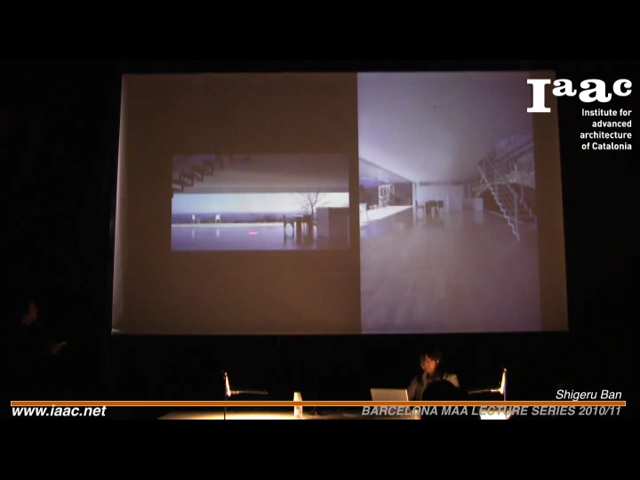 Iaac
Institute for
advanced
architecture
of Catalonia
Shigeru Ban
www.iaac.net
BARCELONA MAA LECTURE SERIES 2010/11